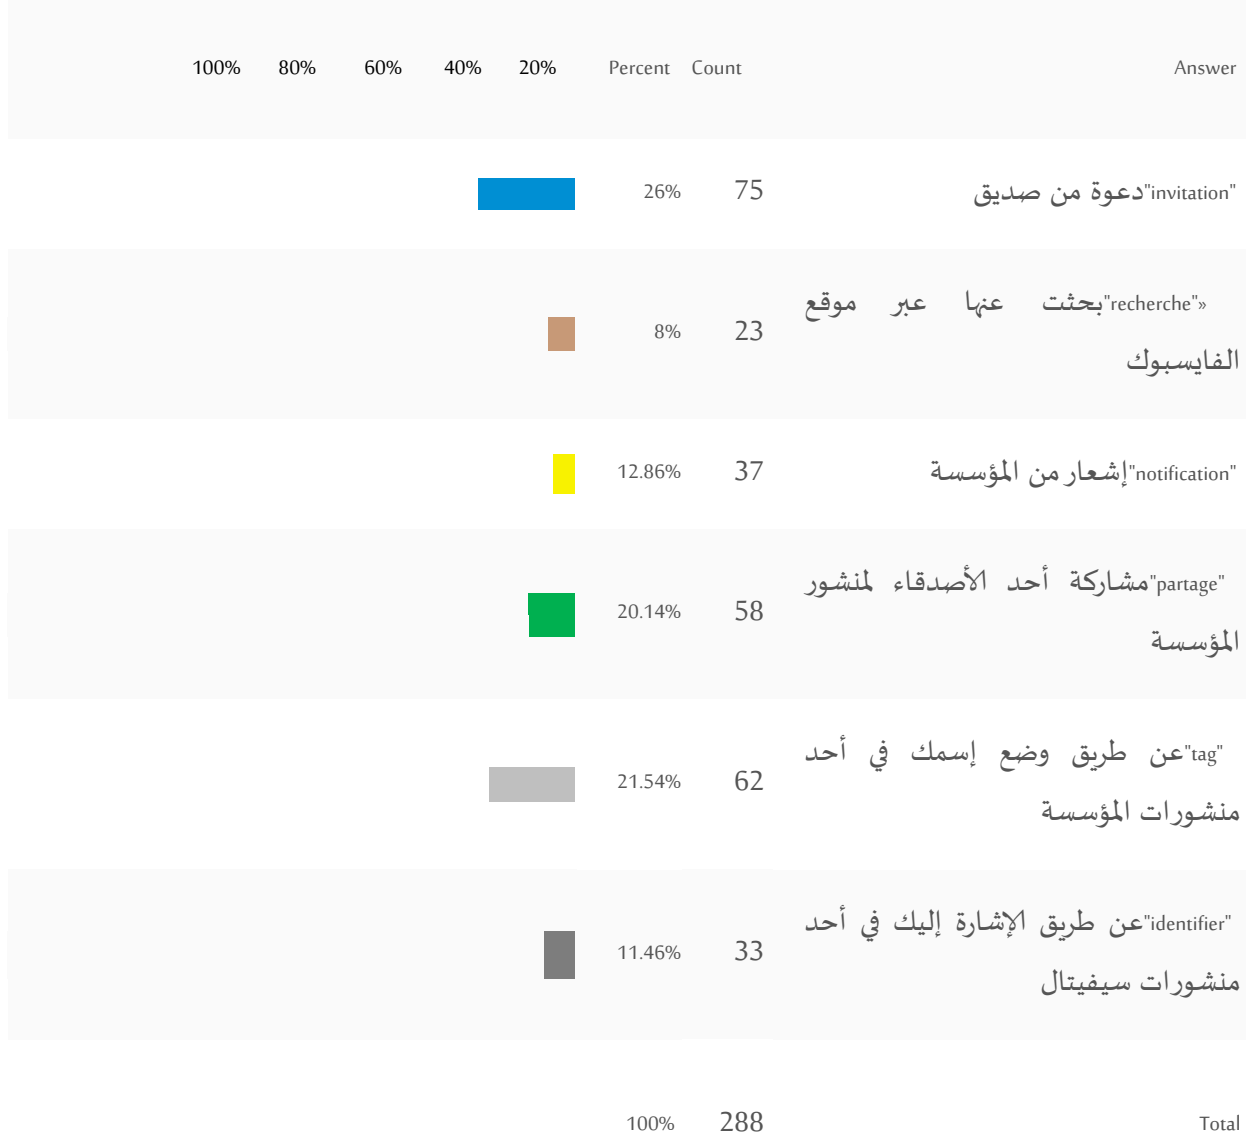 Answer Count Percent 20% 40% 60% 80% 100%
"invitation"دعوة من صديق 75 26%
«"recherche"بحثت عنها عبر موقع
الفايسبوك 23 8%
"notification"إشعار من المؤسسة 37 12.86%
"partage"مشاركة أحد الأصدقاء لمنشور
المؤسسة 58 20.14%
"tag"عن طريق وضع إسمك في أحد
منشورات المؤسسة 62 21.54%
"identifier"عن طريق الإشارة إليك في أحد
منشورات سيفيتال 33 11.46%
Total 288 100%